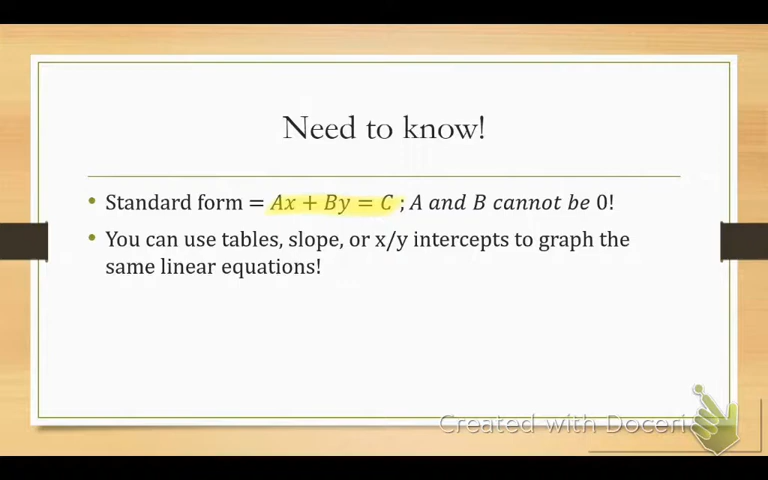 Need to know!
• Standard form = Ax + By = C ; A and B cannot be 0!
• You can use tables, slope, or x/y intercepts to graph the
same linear equations!
Created with Doceri